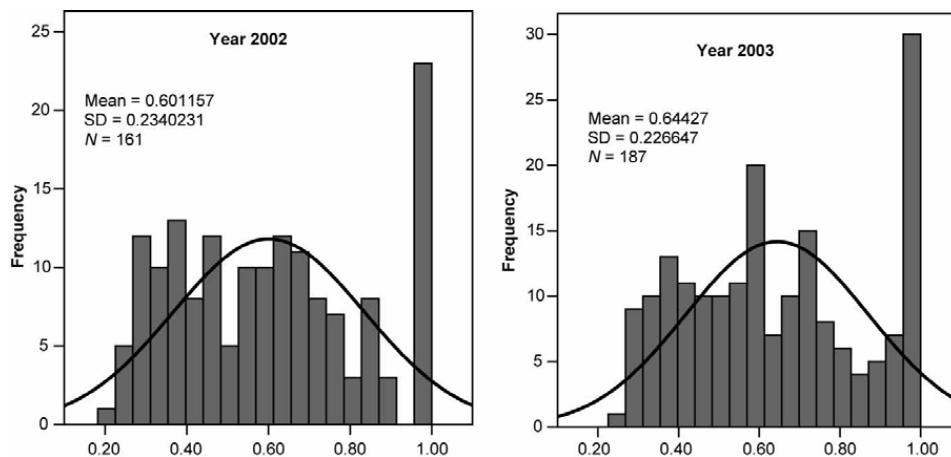 Year 2002
Mean = 0.601157
SD = 0.2340231
N = 161
Frequency
25
20
15
10
5
0
0.20 0.40 0.60 0.80 1.00
Year 2003
Mean = 0.64427
SD = 0.226647
N = 187
Frequency
30
25
20
15
10
5
0
0.20 0.40 0.60 0.80 1.00